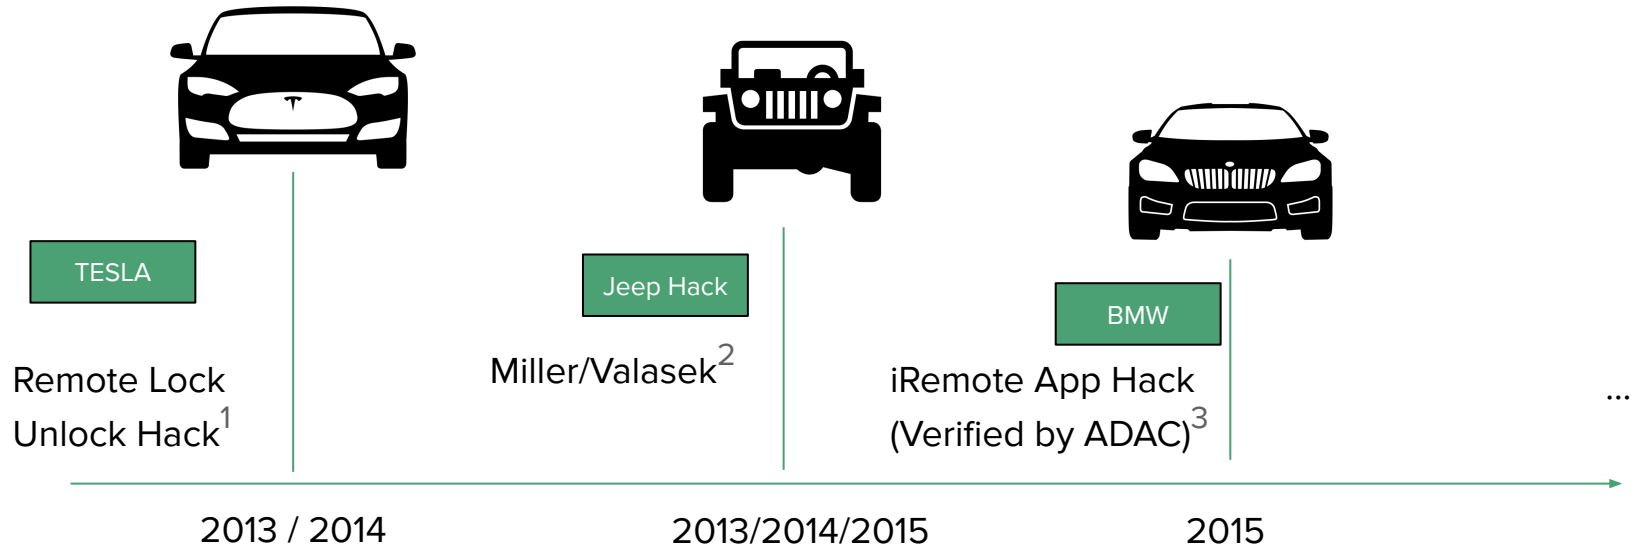 TESLA
Remote Lock
Unlock Hack1
2013 / 2014
Jeep Hack
Miller/Valasek2
2013/2014/2015
BMW
iRemote App Hack
(Verified by ADAC)3
2015
...